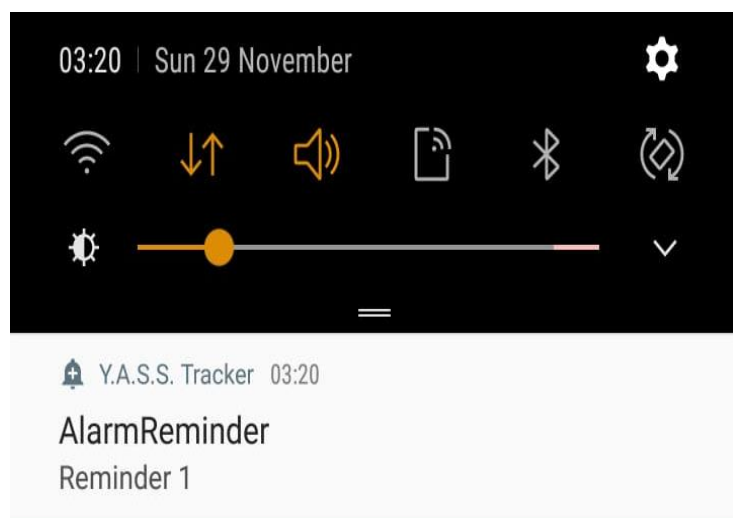 03:20 | Sun 29 November
Y.A.S.S. Tracker 03:20
AlarmReminder
Reminder 1